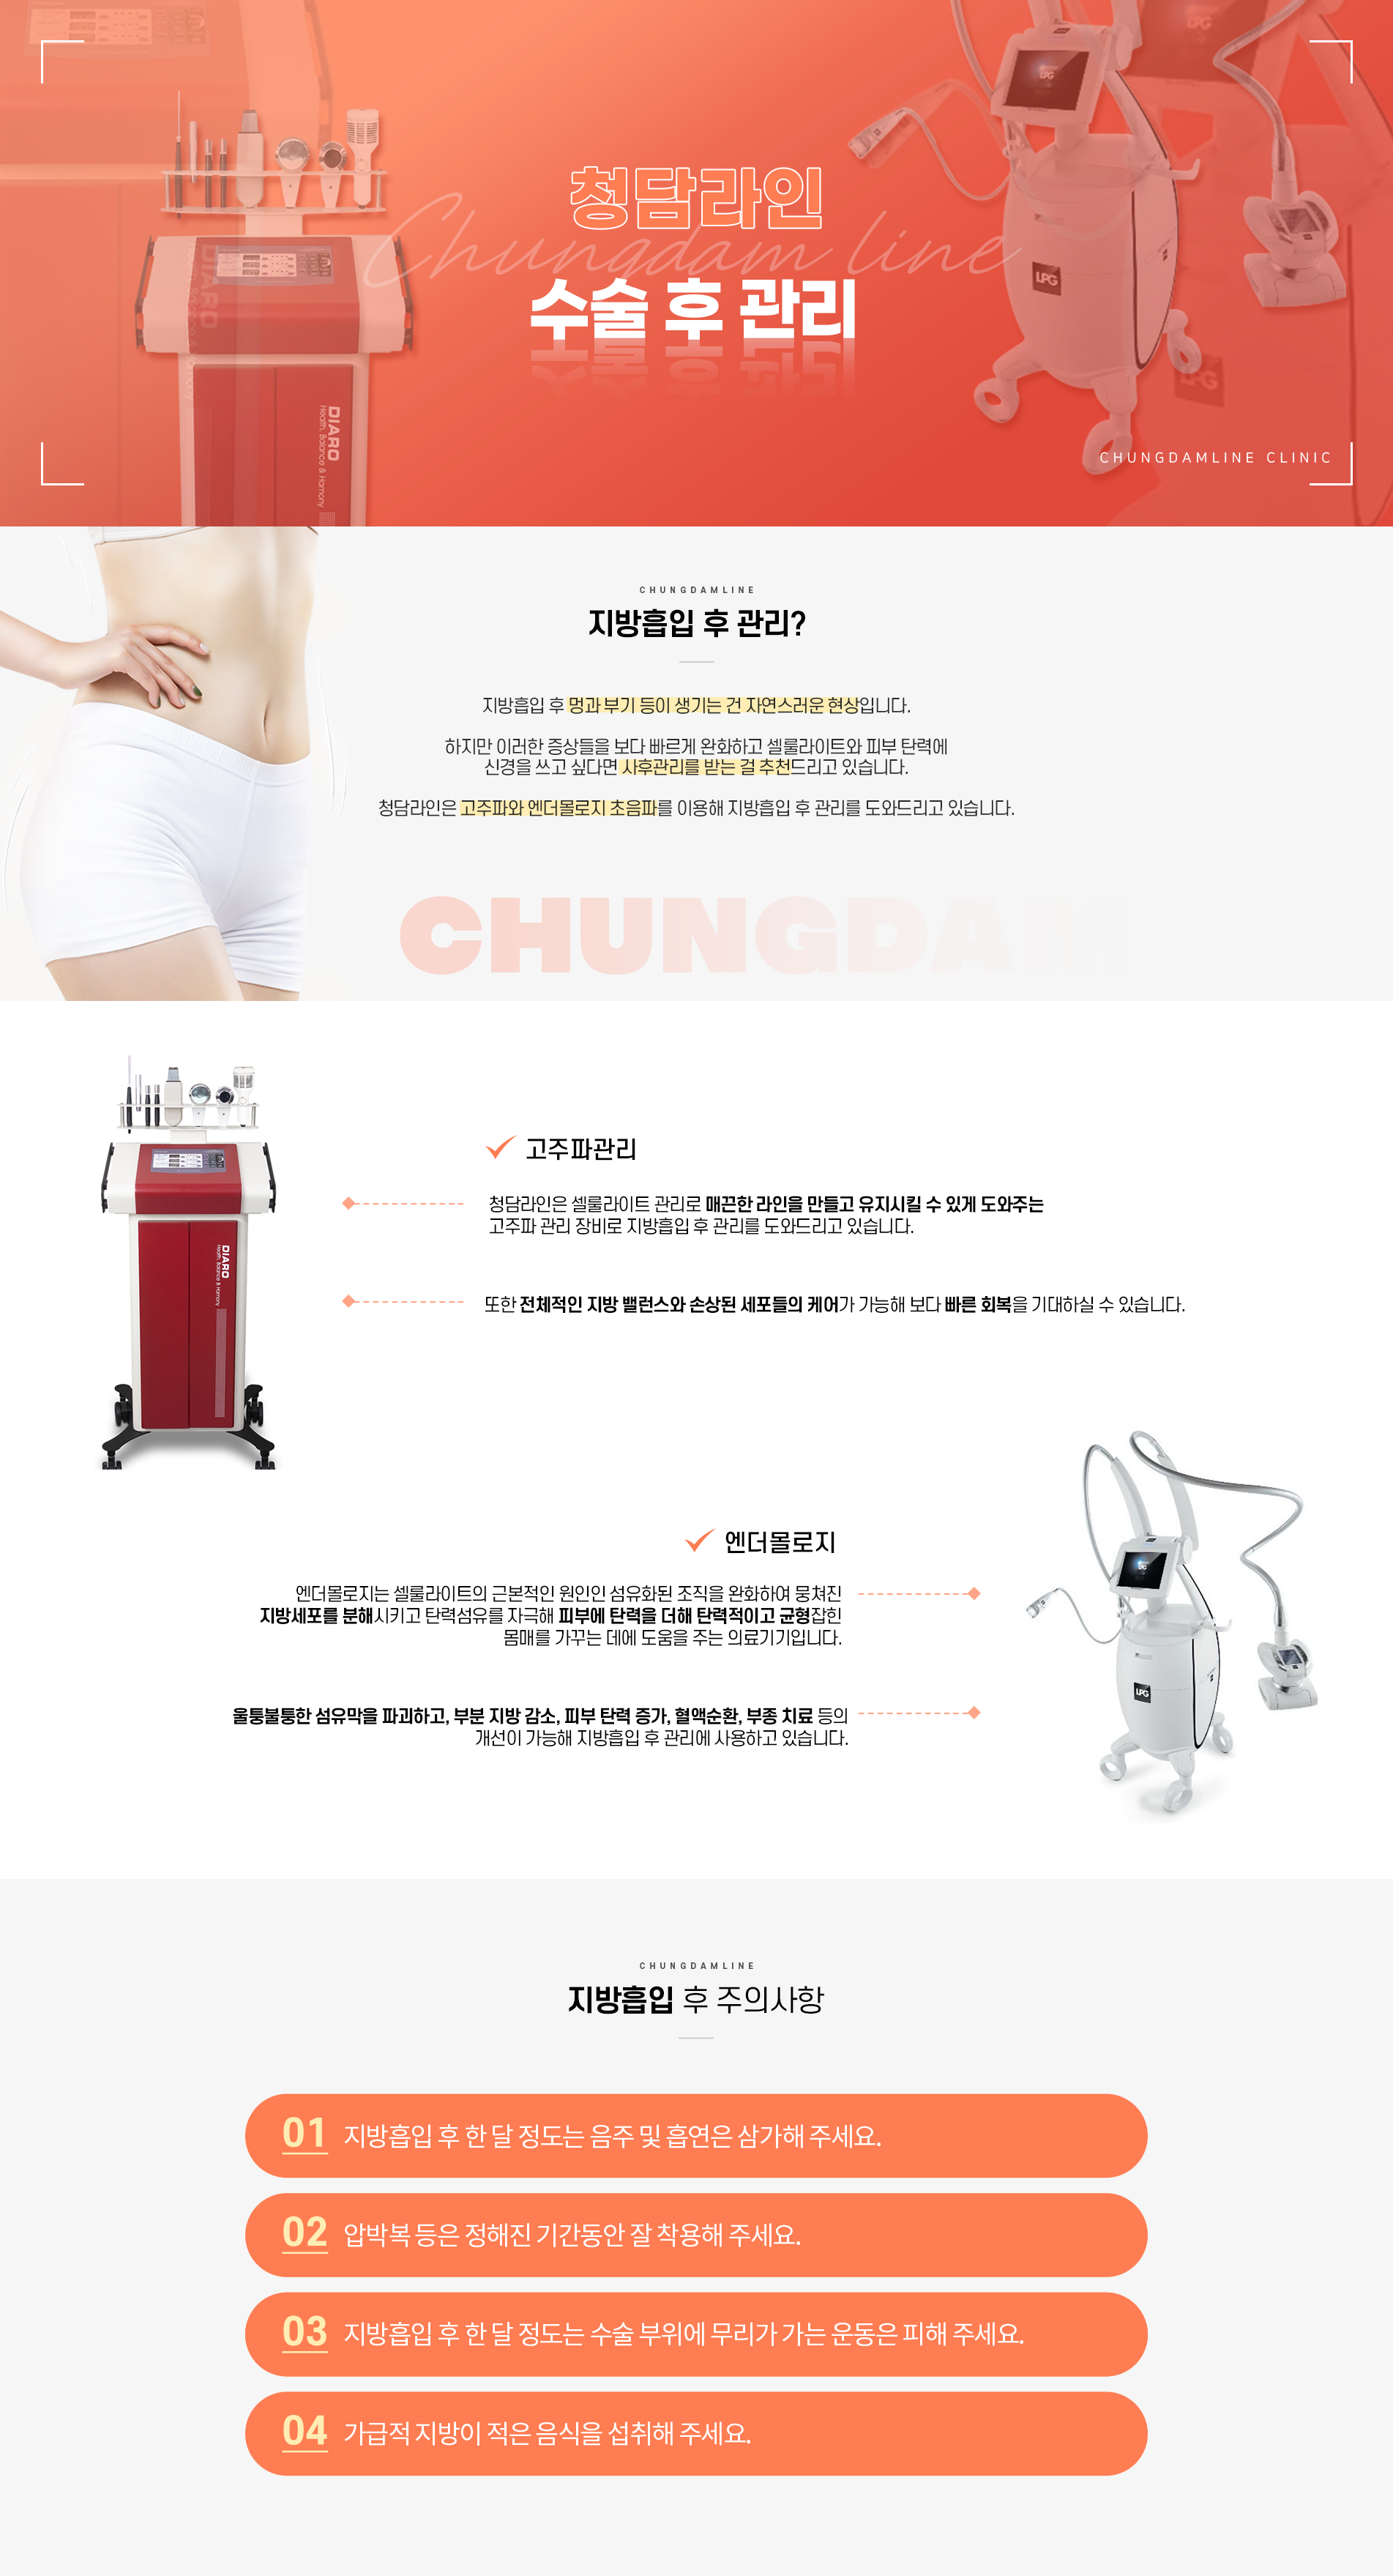 청담라인
Chungdam line
수술 후 관리
DIARO
Health, Balance & Harmony
LPG
LPG
CHUNGDAMLINE CLINIC
CHUNGDAMLINE
지방흡입 후 관리?
지방흡입 후 멍과 부기 등이 생기는 건 자연스러운 현상입니다.
하지만 이러한 증상들을 보다 빠르게 완화하고 셀룰라이트와 피부 탄력에
신경을 쓰고 싶다면 사후관리를 받는 걸 추천드리고 있습니다.
청담라인은 고주파와 엔더몰로지 초음파를 이용해 지방흡입 후 관리를 도와드리고 있습니다.
CHUNGDAM
고주파관리
청담라인은 셀룰라이트 관리로 매끈한 라인을 만들고 유지시킬 수 있게 도와주는
고주파 관리 장비로 지방흡입 후 관리를 도와드리고 있습니다.
DIARO
Health, Balance & Harmony
또한 전체적인 지방 밸런스와 손상된 세포들의 케어가 가능해 보다 빠른 회복을 기대하실 수 있습니다.
엔더몰로지
엔더몰로지는 셀룰라이트의 근본적인 원인인 섬유화된 조직을 완화하여 뭉쳐진
지방세포를 분해시키고 탄력섬유를 자극해 피부에 탄력을 더해 탄력적이고 균형잡힌
몸매를 가꾸는 데에 도움을 주는 의료기기입니다.
LPG
LPG
울퉁불퉁한 섬유막을 파괴하고, 부분 지방 감소, 피부 탄력 증가, 혈액순환, 부종 치료 등의
개선이 가능해 지방흡입 후 관리에 사용하고 있습니다.
CHUNGDAMLINE
지방흡입 후 주의사항
01 지방흡입 후 한 달 정도는 음주 및 흡연은 삼가해 주세요.
02 압박복 등은 정해진 기간동안 잘 착용해 주세요.
03 지방흡입 후 한 달 정도는 수술 부위에 무리가 가는 운동은 피해 주세요.
04 가급적 지방이 적은 음식을 섭취해 주세요.